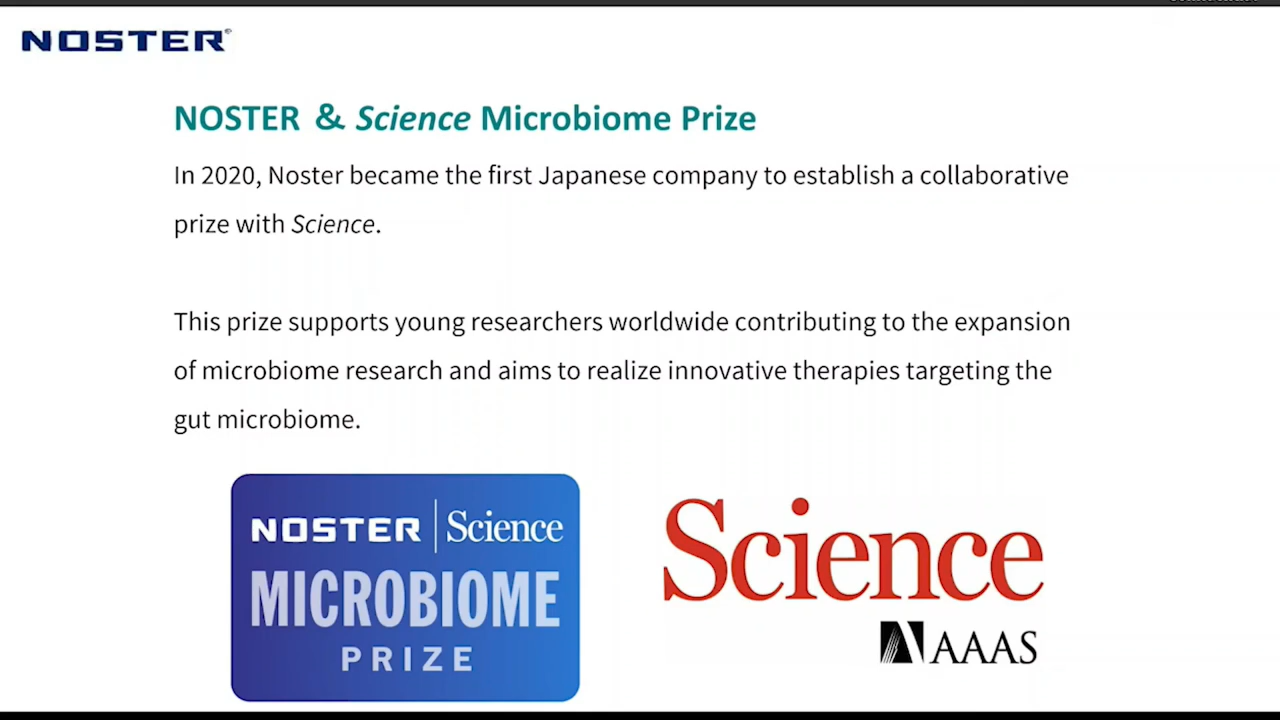 NOSTER®
NOSTER & Science Microbiome Prize
In 2020, Noster became the first Japanese company to establish a collaborative
prize with Science.
This prize supports young researchers worldwide contributing to the expansion
of microbiome research and aims to realize innovative therapies targeting the
gut microbiome.
NOSTER | Science
MICROBIOME
PRIZE
Science
AAAS